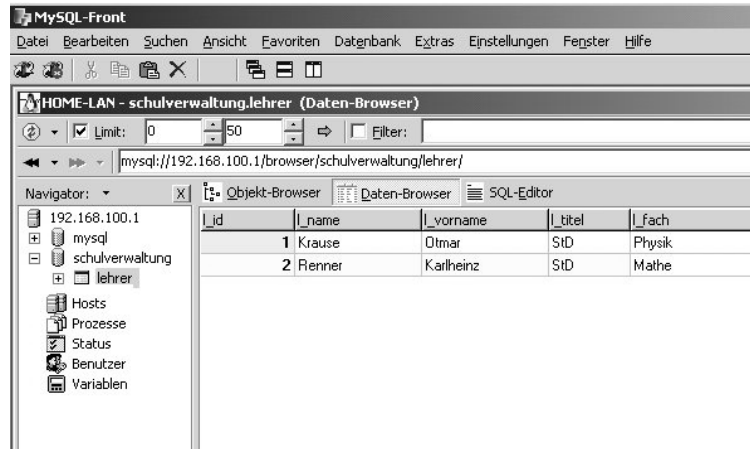 MySQL-Front
Datei Bearbeiten Suchen Ansicht Favoriten Datenbank Extras Einstellungen Fenster Hilfe
HOME-LAN - schulverwaltung.lehrer (Daten-Browser)
Limit: 0 50 Filter:
mysql://192.168.100.1/browser/schulverwaltung/lehrer/
Navigator: X Objekt-Browser Daten-Browser SQL-Editor
192.168.100.1
mysql
schulverwaltung
lehrer
Hosts
Prozesse
Status
Benutzer
Variablen
l_id l_name l_vorname l_titel l_fach
1 Krause Otmar StD Physik
2 Renner Karlheinz StD Mathe